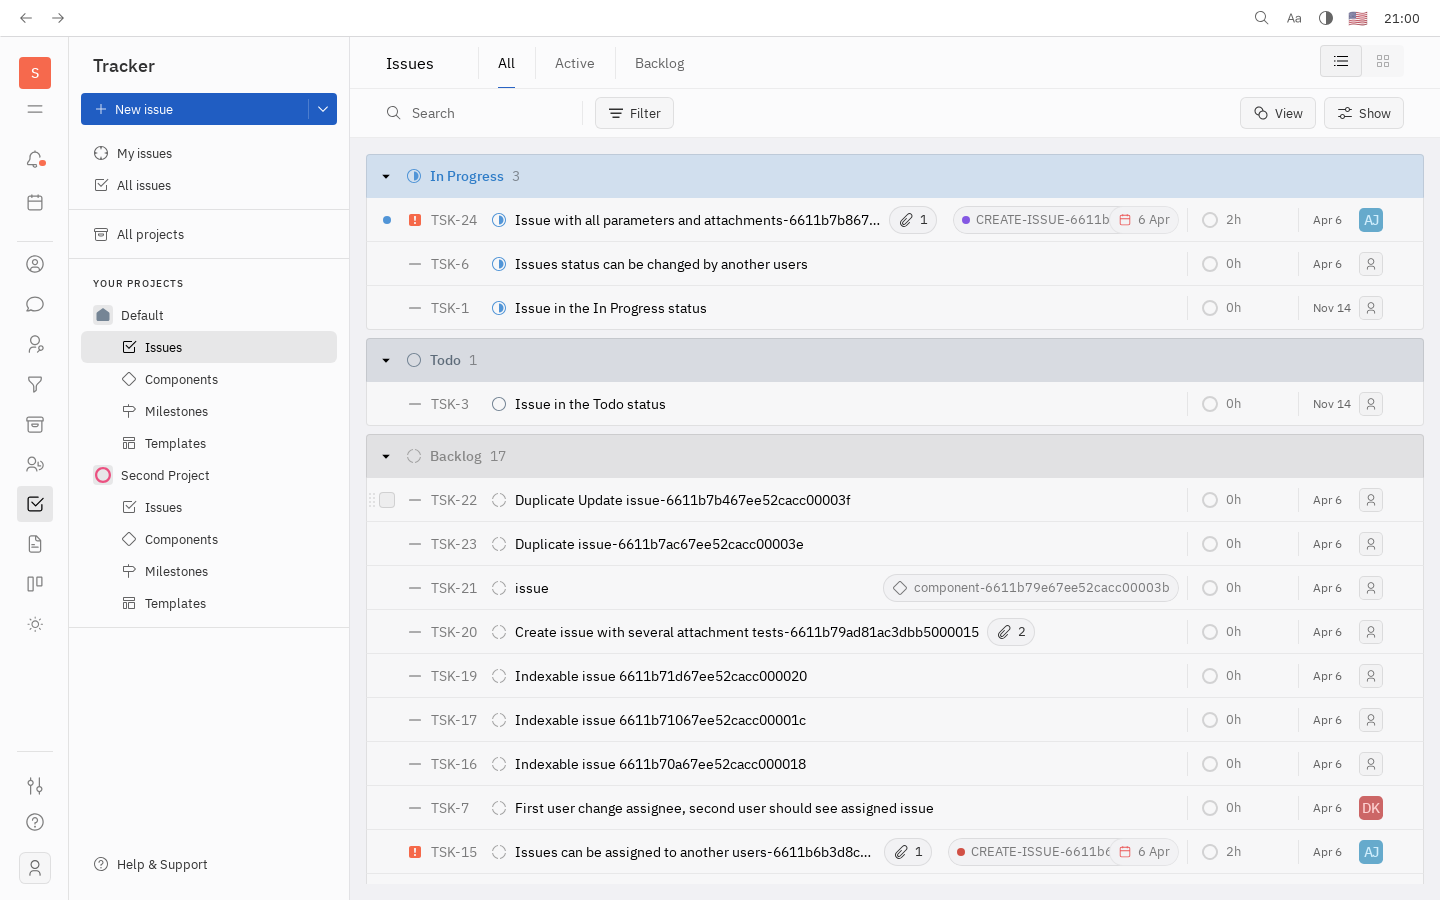 Aa 21:00
S
Tracker
New issue
My issues
All issues
All projects
YOUR PROJECTS
Default
Issues
Components
Milestones
Templates
Second Project
Issues
Components
Milestones
Templates
Help & Support
Issues All Active Backlog
Search Filter View Show
In Progress 3
TSK-24 Issue with all parameters and attachments-6611b7b867... 1 CREATE-ISSUE-6611b 6 Apr 2h Apr 6 AJ
TSK-6 Issues status can be changed by another users 0h Apr 6
TSK-1 Issue in the In Progress status 0h Nov 14
Todo 1
TSK-3 Issue in the Todo status 0h Nov 14
Backlog 17
TSK-22 Duplicate Update issue-6611b7b467ee52cacc00003f 0h Apr 6
TSK-23 Duplicate issue-6611b7ac67ee52cacc00003e 0h Apr 6
TSK-21 issue component-6611b79e67ee52cacc00003b 0h Apr 6
TSK-20 Create issue with several attachment tests-6611b79ad81ac3dbb5000015 2 0h Apr 6
TSK-19 Indexable issue 6611b71d67ee52cacc000020 0h Apr 6
TSK-17 Indexable issue 6611b71067ee52cacc00001c 0h Apr 6
TSK-16 Indexable issue 6611b70a67ee52cacc000018 0h Apr 6
TSK-7 First user change assignee, second user should see assigned issue 0h Apr 6 DK
TSK-15 Issues can be assigned to another users-6611b6b3d8c... 1 CREATE-ISSUE-6611b6 6 Apr 2h Apr 6 AJ